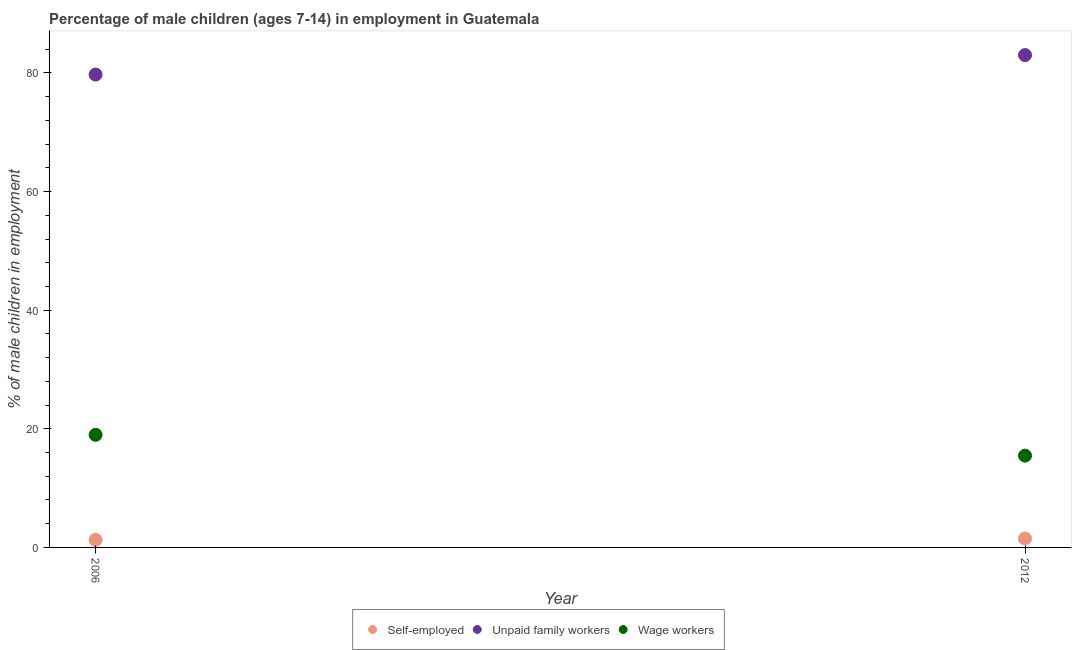 Percentage of male children (ages 7-14) in employment in Guatemala
% of male children in employment
80
60
40
20
0
2006
2012
Year
Self-employed
Unpaid family workers
Wage workers